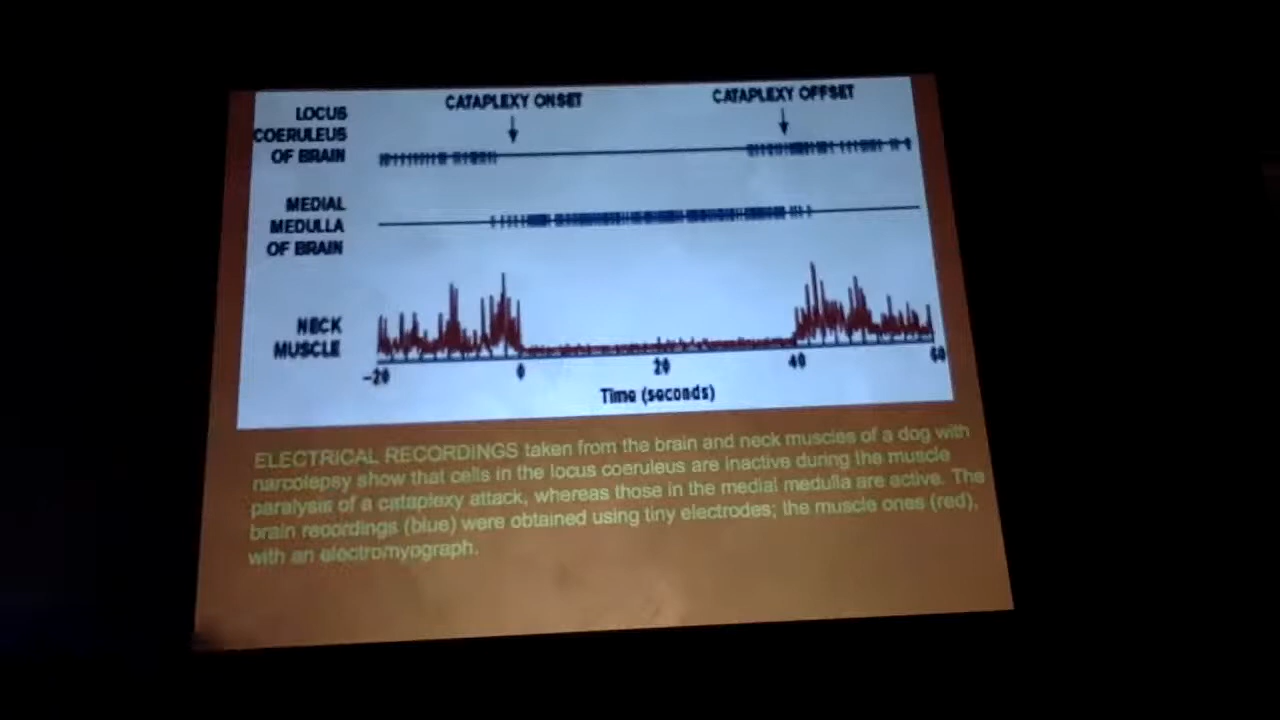 CATAPLEXY ONSET
CATAPLEXY OFFSET
LOCUS
COERULEUS
OF BRAIN
MEDIAL
MEDULLA
OF BRAIN
NECK
MUSCLE
-20 0 20 40 60
Time (seconds)
ELECTRICAL RECORDINGS taken from the brain and neck muscles of a dog with
narcolepsy show that cells in the locus coeruleus are inactive during the muscle
paralysis of a cataplexy attack, whereas those in the medial medulla are active. The
brain recordings (blue) were obtained using tiny electrodes; the muscle ones (red),
with an electromyograph.